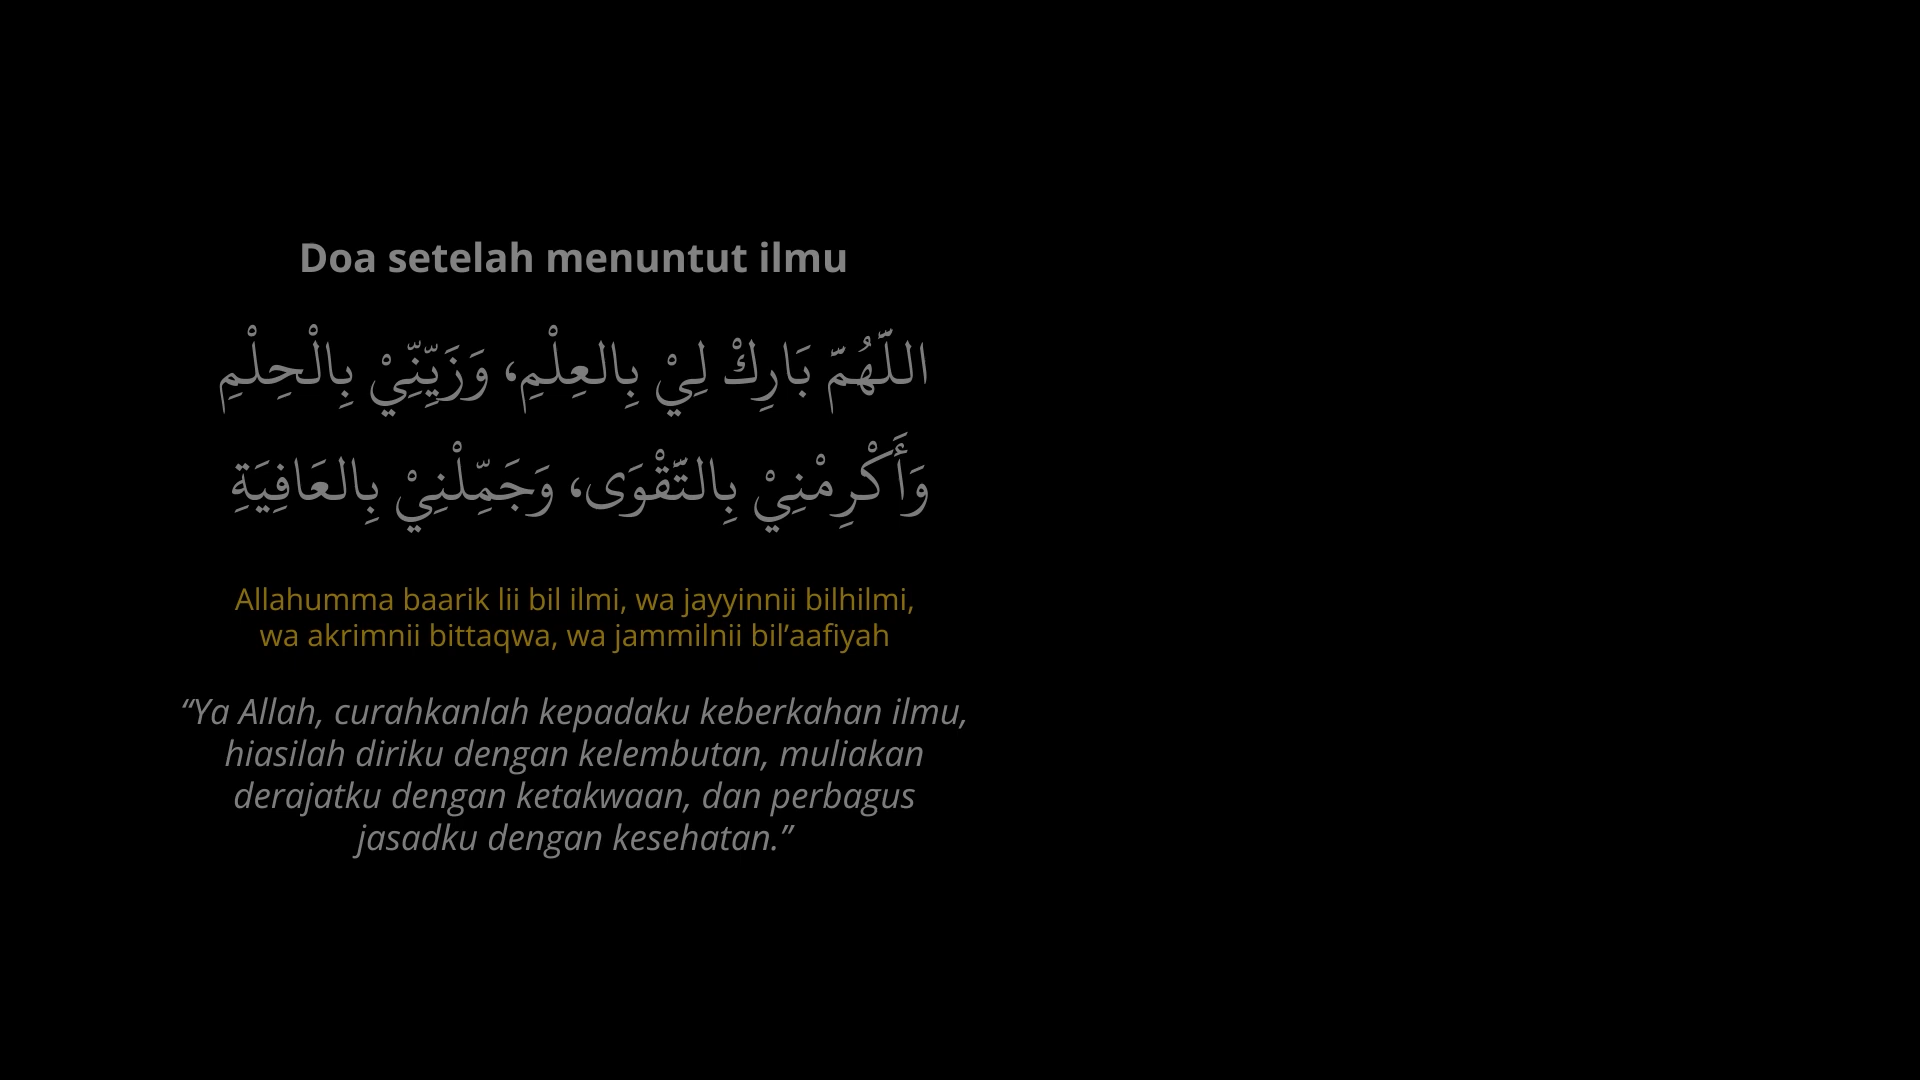 Doa setelah menuntut ilmu
اللّٰهُمَّ بَارِكْ لِيْ بِالعِلْمِ، وَزَيِّنِّيْ بِالْحِلْمِ
وَأَكْرِمْنِيْ بِالتَّقْوَى، وَجَمِّلْنِيْ بِالعَافِيَةِ
Allahumma baarik lii bil ilmi, wa jayyinnii bilhilmi,
wa akrimnii bittaqwa, wa jammilnii bil’aafiyah
“Ya Allah, curahkanlah kepadaku keberkahan ilmu,
hiasilah diriku dengan kelembutan, muliakan
derajatku dengan ketakwaan, dan perbagus
jasadku dengan kesehatan.”